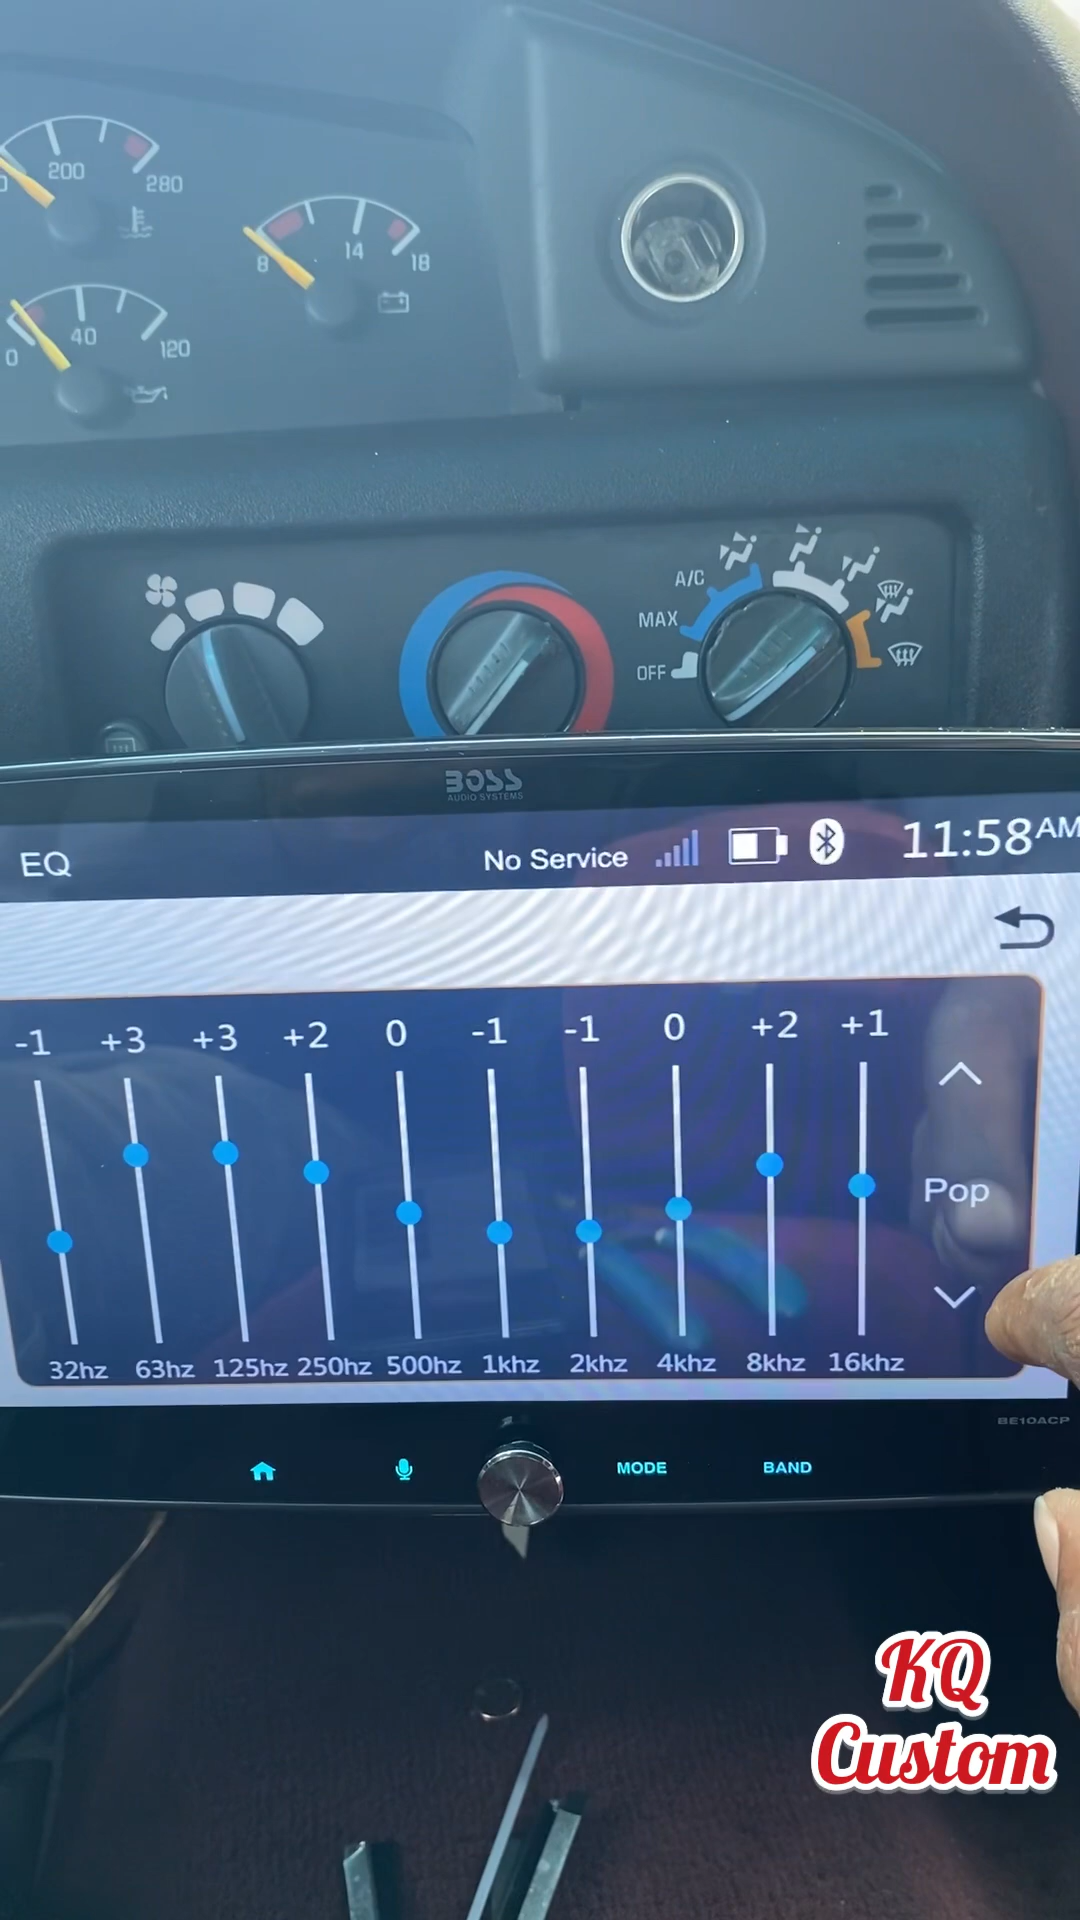 200
280
8
14
18
0
40
120
A/C
MAX
OFF
BOSS
AUDIO SYSTEMS
EQ
No Service
11:58AM
-1 +3 +3 +2 0 -1 -1 0 +2 +1
Pop
32hz 63hz 125hz 250hz 500hz 1khz 2khz 4khz 8khz 16khz
BE10ACP
MODE
BAND
KQ
Custom